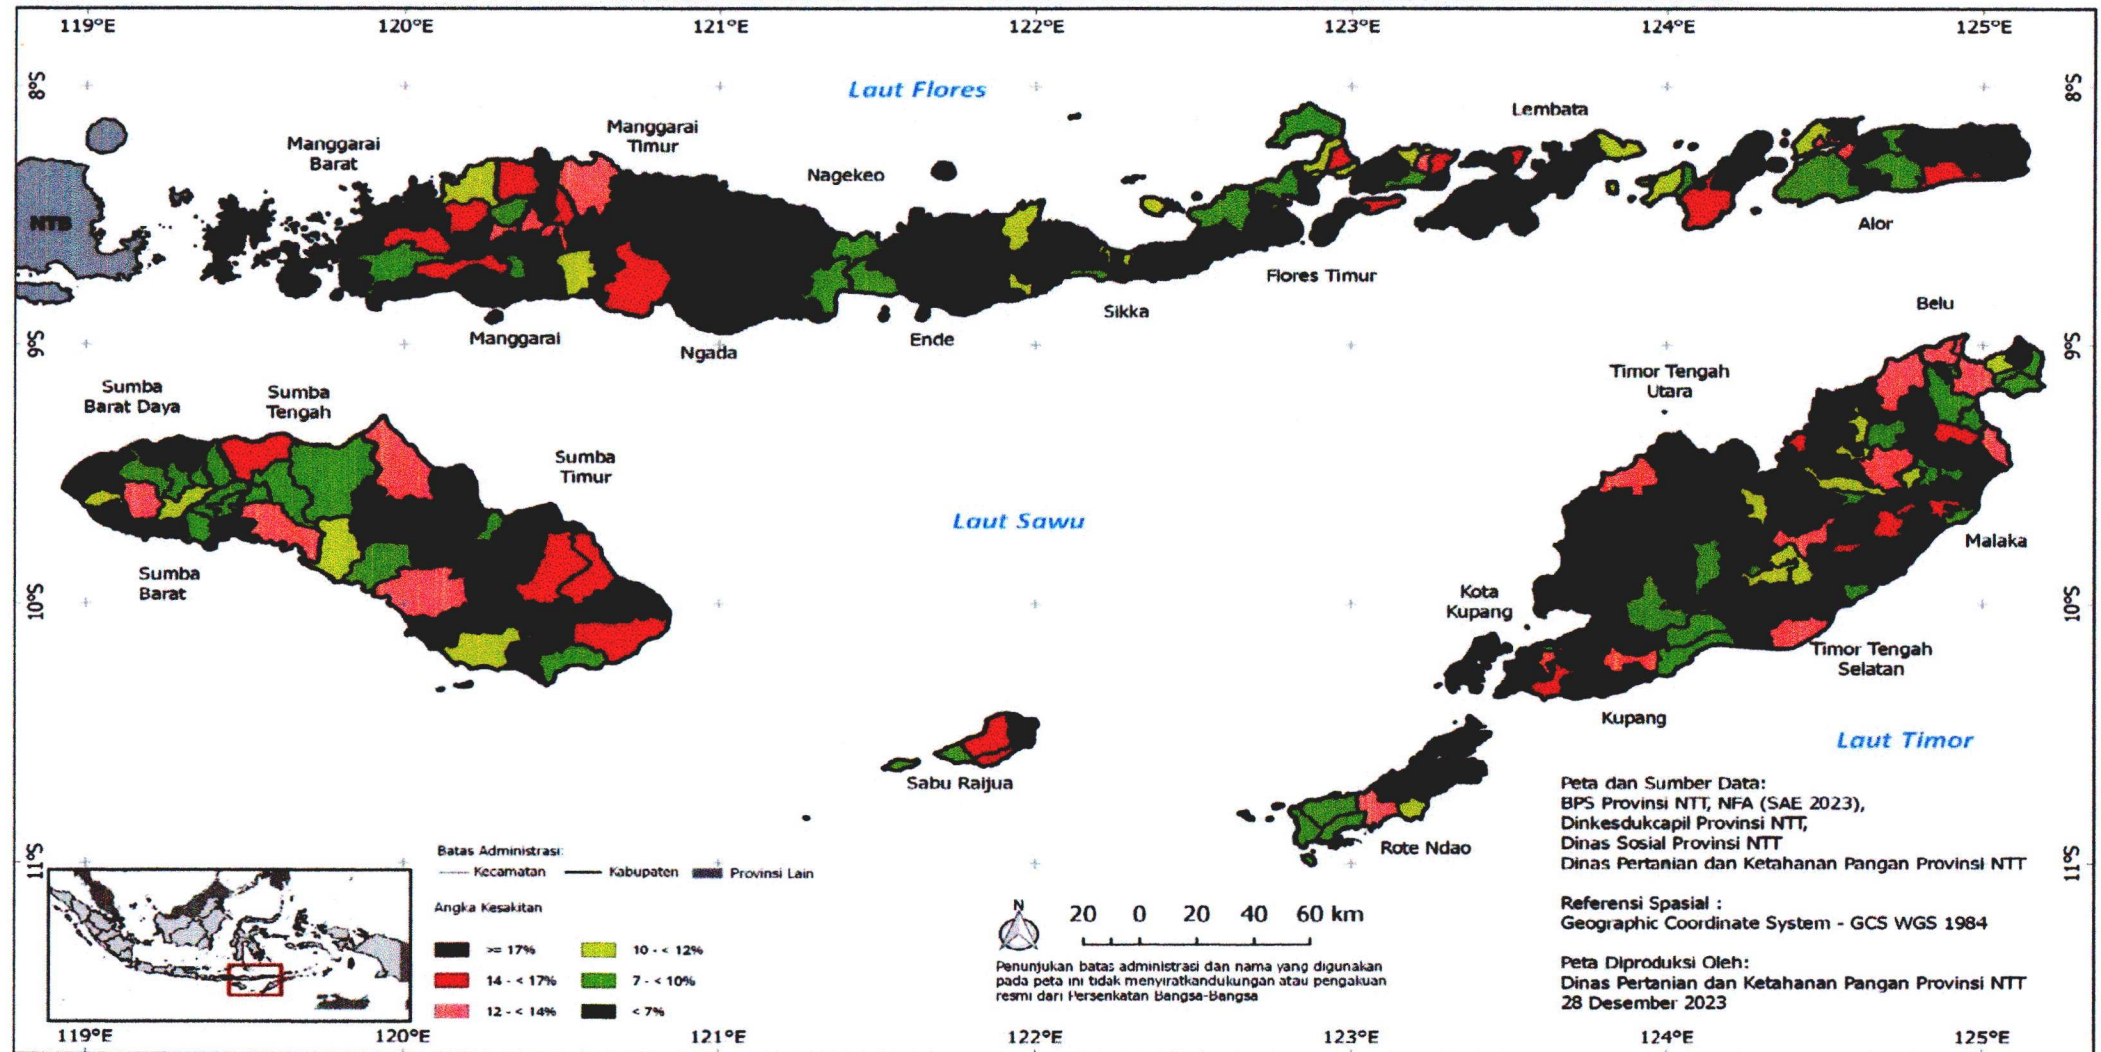 119°E 120°E 121°E 122°E 123°E 124°E 125°E
8°S
8°S
Laut Flores
Lembata
Manggarai
Timur
Manggarai
Barat
Nagekeo
NTB
Alor
Flores Timur
Sikka
Belu
Manggarai
Ngada
Ende
9°S
9°S
Sumba
Barat Daya
Sumba
Tengah
Timor Tengah
Utara
Sumba
Timur
Laut Sawu
Malaka
Sumba
Barat
Kota
Kupang
10°S
10°S
Timor Tengah
Selatan
Kupang
Laut Timor
Sabu Raijua
Rote Ndao
Peta dan Sumber Data:
BPS Provinsi NTT, NFA (SAE 2023),
Dinkesdukcapil Provinsi NTT,
Dinas Sosial Provinsi NTT
Dinas Pertanian dan Ketahanan Pangan Provinsi NTT
11°S
11°S
Batas Administrasi:
Kecamatan Kabupaten Provinsi Lain
Angka Kesakitan
>= 17% 10 - < 12%
14 - < 17% 7 - < 10%
12 - < 14% < 7%
N
20 0 20 40 60 km
Penunjukan batas administrasi dan nama yang digunakan
pada peta ini tidak menyiratkandukungan atau pengakuan
resmi dari Persenkatan Bangsa-Bangsa
Referensi Spasial :
Geographic Coordinate System - GCS WGS 1984
Peta Diproduksi Oleh:
Dinas Pertanian dan Ketahanan Pangan Provinsi NTT
28 Desember 2023
119°E 120°E 121°E 122°E 123°E 124°E 125°E